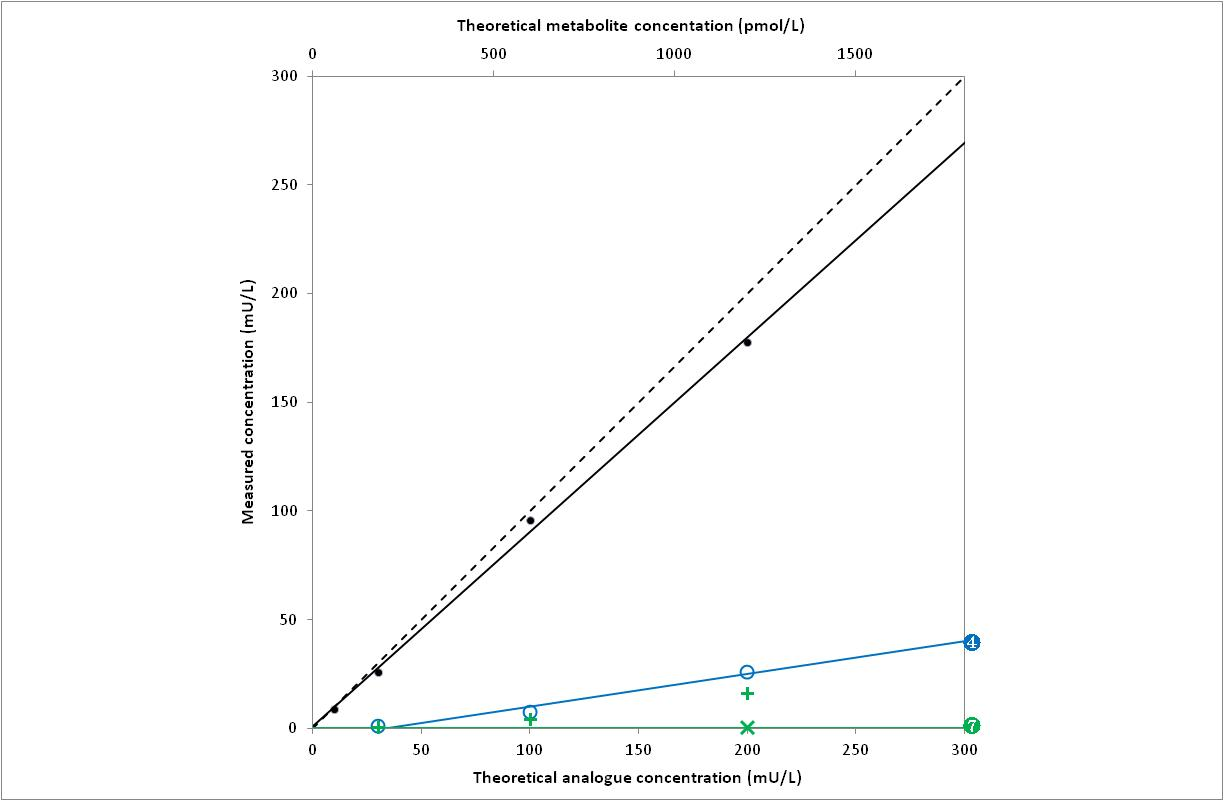 Theoretical metabolite concentation (pmol/L)
0 500 1000 1500
300
250
200
150
100
50
0
Measured concentration (mU/L)
4
7
0 50 100 150 200 250 300
Theoretical analogue concentration (mU/L)